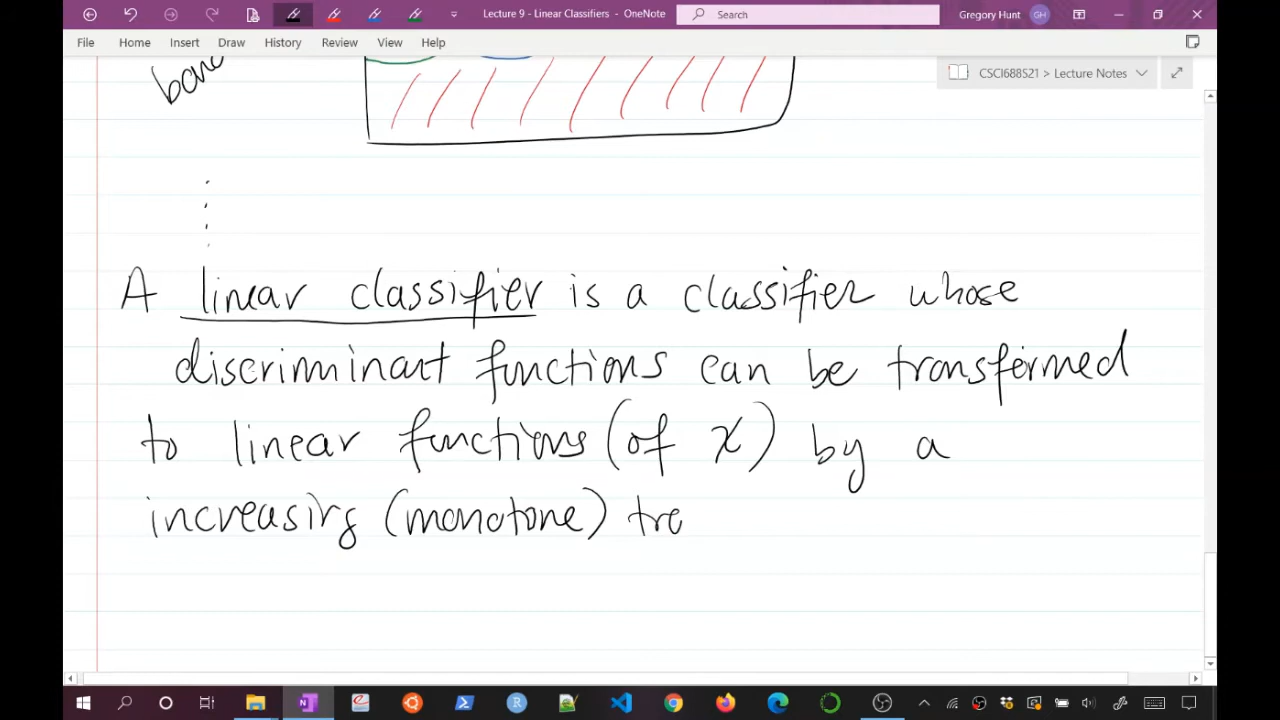 Lecture 9 - Linear Classifiers - OneNote
Search
Gregory Hunt
GH
File Home Insert Draw History Review View Help
CSCI688S21 > Lecture Notes
A linear classifier is a classifier whose
discriminant functions can be transformed
to linear functions (of x) by a
increasing (monotone) tra